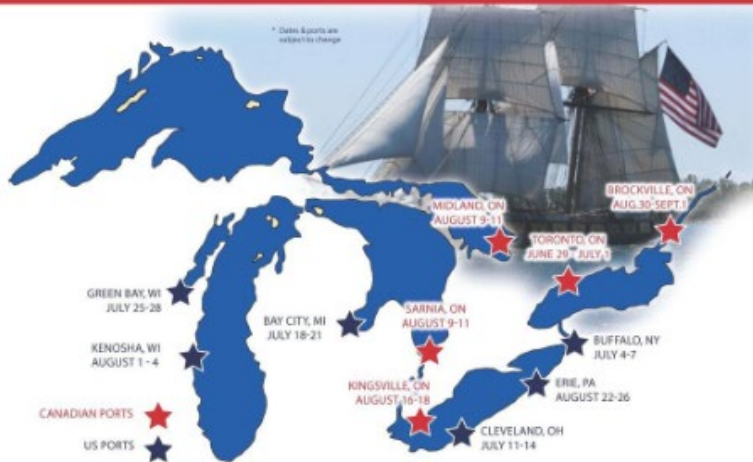 * Dates & ports are
subject to change
BROCKVILLE, ON
AUG.30-SEPT.1
MIDLAND, ON
AUGUST 9-11
TORONTO, ON
JUNE 29 - JULY 1
GREEN BAY, WI
JULY 25-28
BAY CITY, MI
JULY 18-21
SARNIA, ON
AUGUST 9-11
BUFFALO, NY
JULY 4-7
KENOSHA, WI
AUGUST 1 - 4
KINGSVILLE, ON
AUGUST 16-18
ERIE, PA
AUGUST 22-26
CANADIAN PORTS
CLEVELAND, OH
JULY 11-14
US PORTS